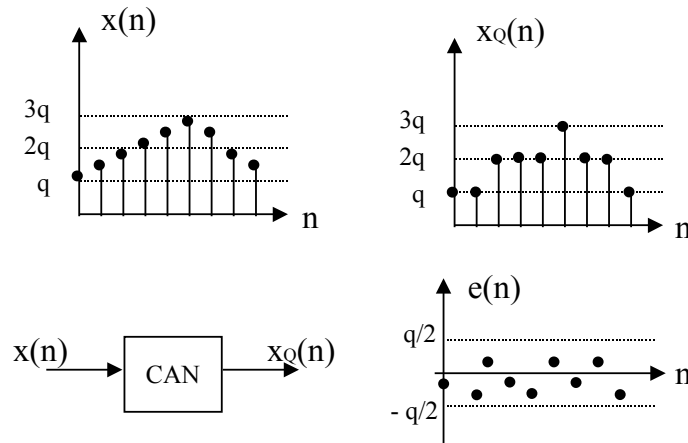 x(n)
3q
2q
q
n
xQ(n)
3q
2q
q
n
x(n)
CAN
xQ(n)
e(n)
q/2
n
- q/2